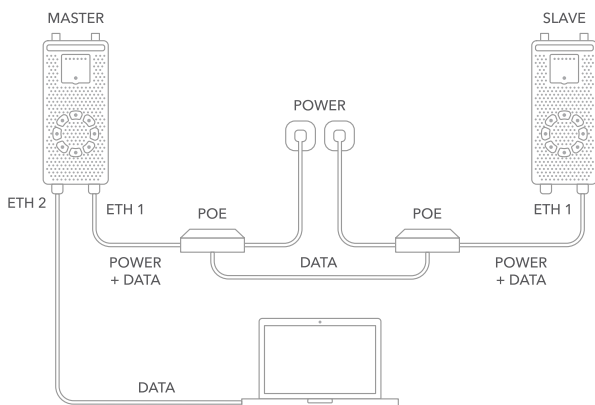 MASTER
SLAVE
POWER
ETH 2
ETH 1
POE
POE
ETH 1
POWER
+ DATA
DATA
POWER
+ DATA
DATA